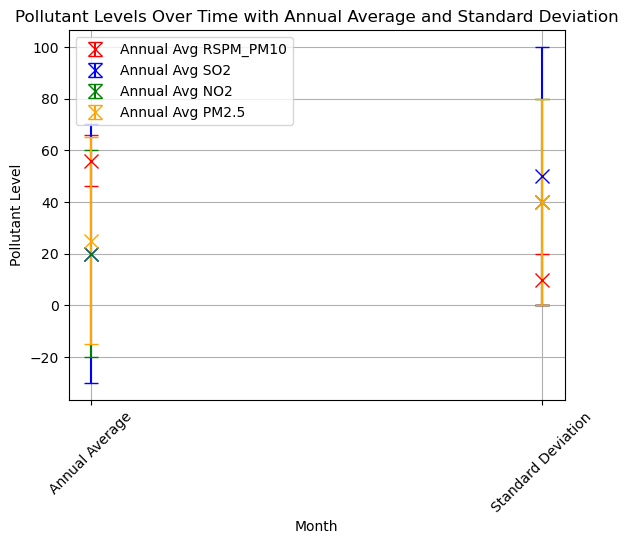 Pollutant Levels Over Time with Annual Average and Standard Deviation
Annual Avg RSPM_PM10
Annual Avg SO2
Annual Avg NO2
Annual Avg PM2.5
Pollutant Level
100
80
60
40
20
0
−20
Annual Average
Standard Deviation
Month